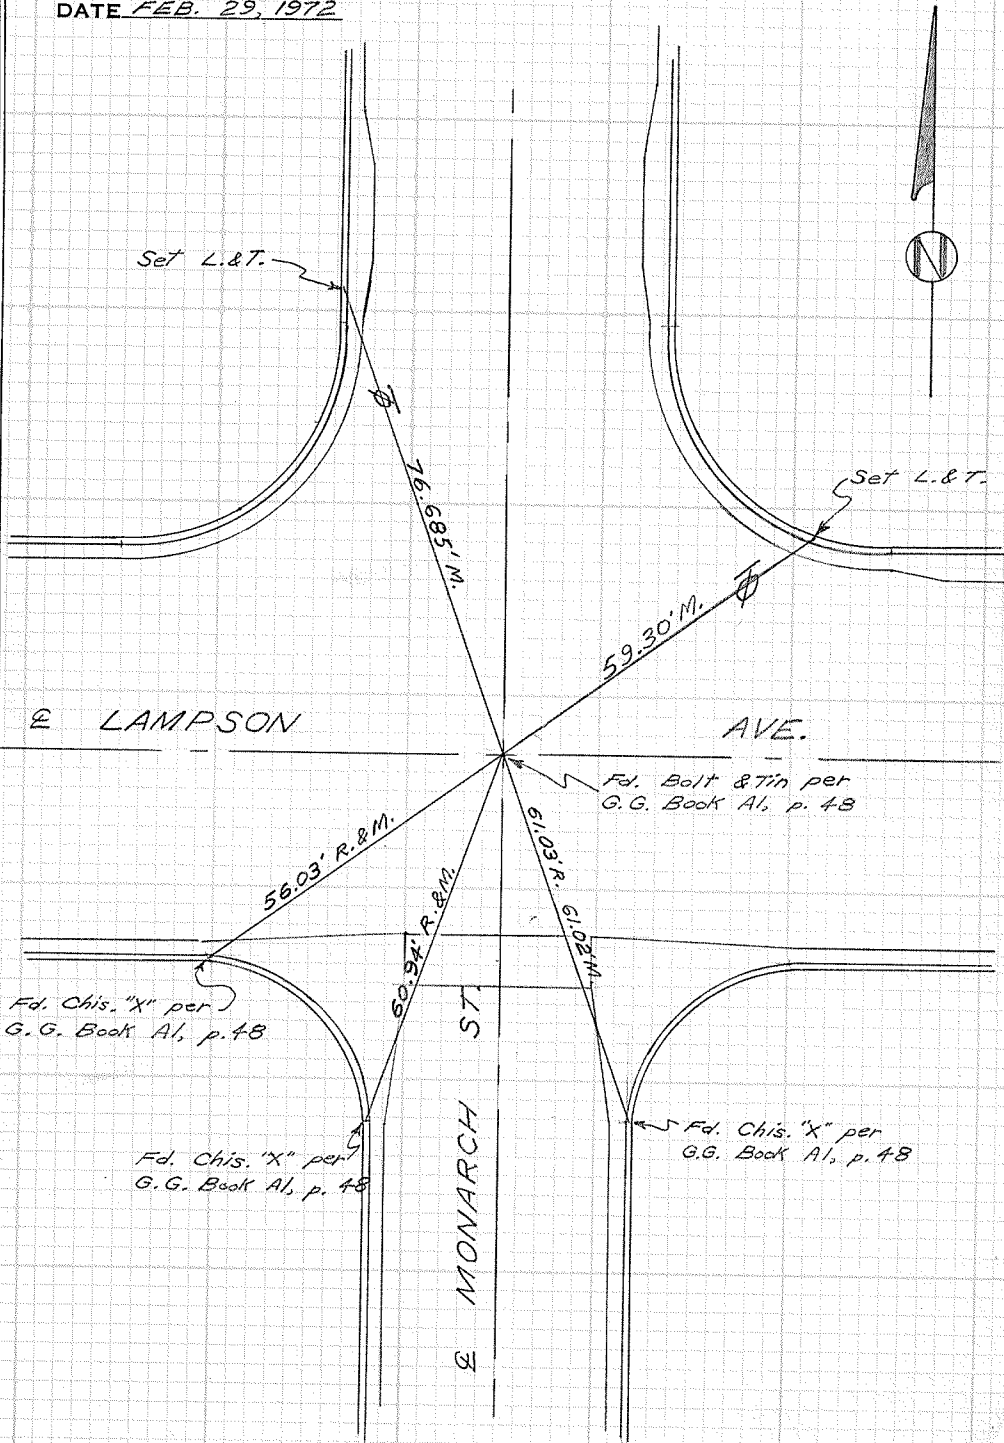 DATE FEB. 29, 1972
N
Set L.&T.
Set L.&T.
76.685' M.
59.30' M.
℄ LAMPSON AVE.
Fd. Bolt & Tin per
G.G. Book A1, p. 48
56.03' R.&M.
60.94' R.&M.
61.03' R. 61.02' M.
Fd. Chis. "X" per
G.G. Book A1, p. 48
Fd. Chis. "X" per
G.G. Book A1, p. 48
Fd. Chis. "X" per
G.G. Book A1, p. 48
℄ MONARCH ST.